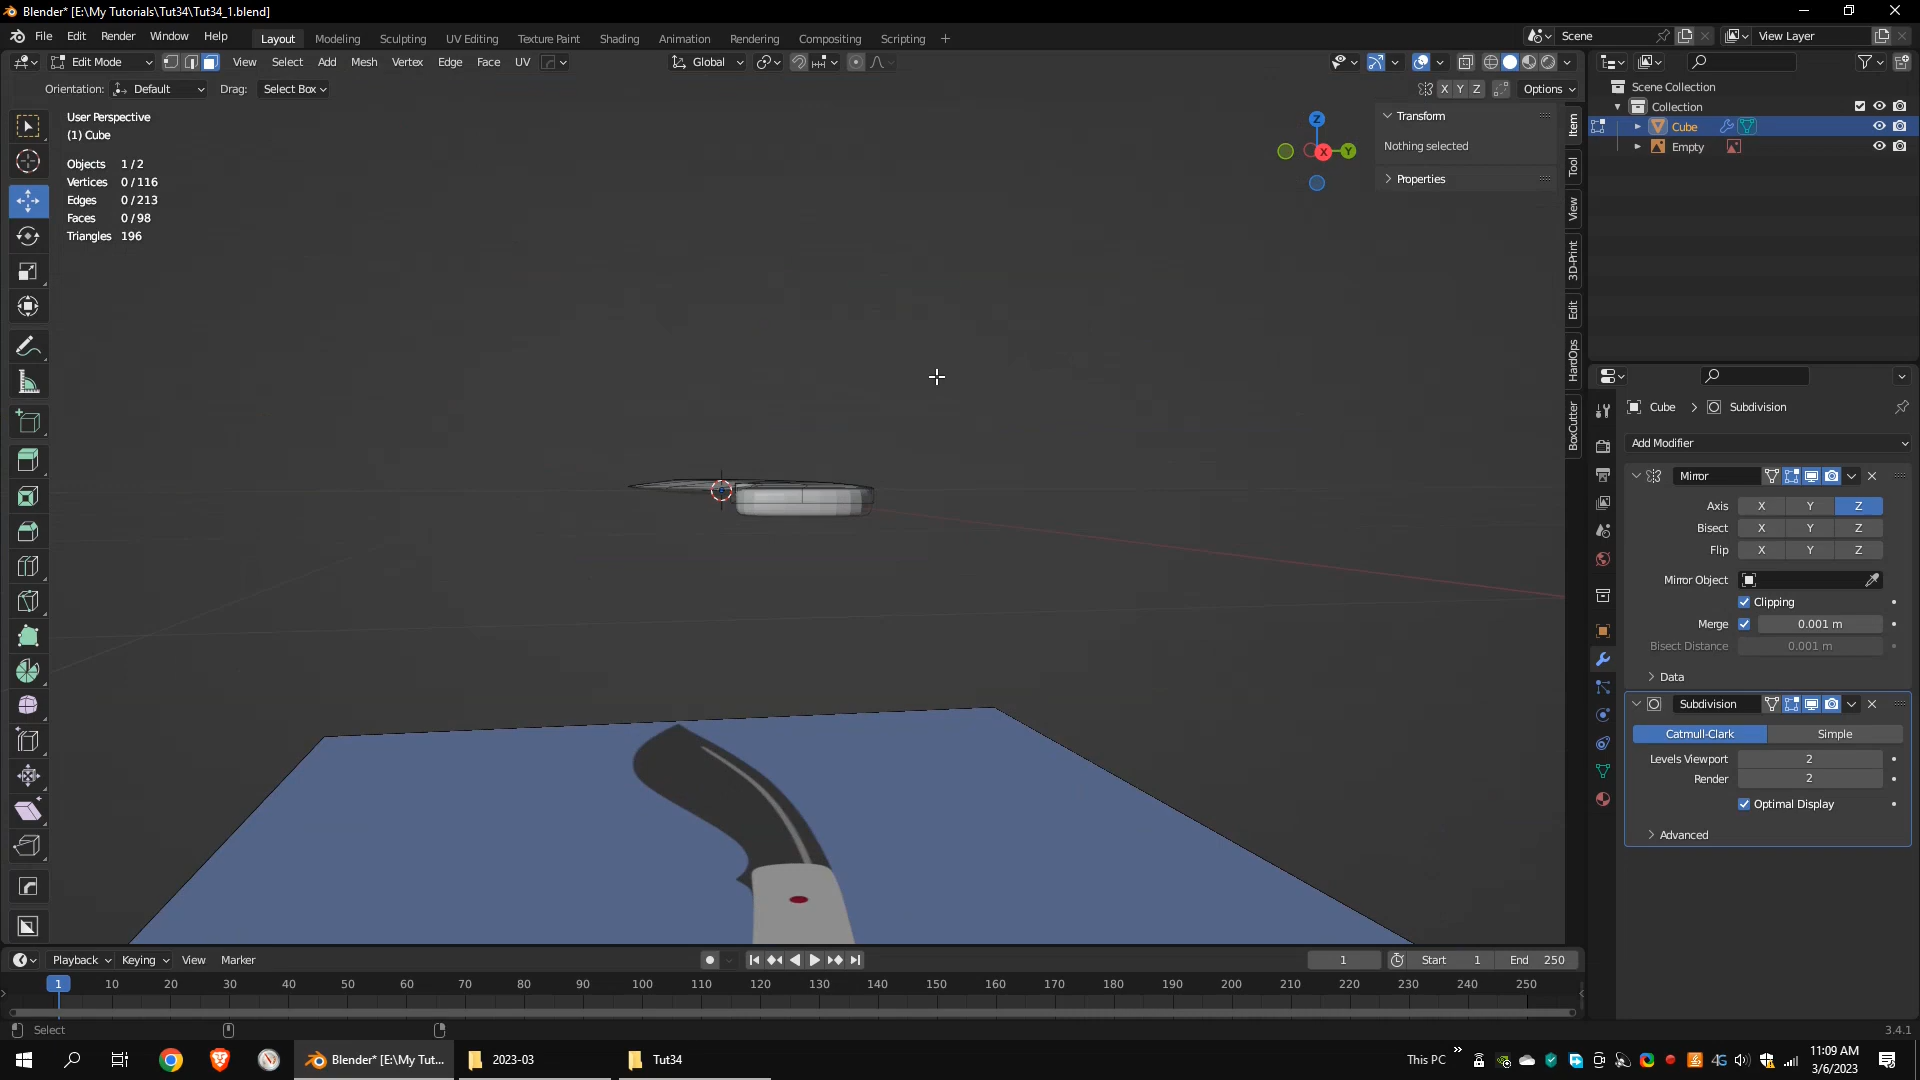 Blender* [E:\My Tutorials\Tut34\Tut34_1.blend]
File Edit Render Window Help Layout Modeling Sculpting UV Editing Texture Paint Shading Animation Rendering Compositing Scripting + Scene View Layer
Edit Mode View Select Add Mesh Vertex Edge Face UV Global
Orientation: Default Drag: Select Box X Y Z Options
User Perspective
(1) Cube
Objects 1 / 2
Vertices 0 / 116
Edges 0 / 213
Faces 0 / 98
Triangles 196
Z
X
Y
Transform
Nothing selected
Properties
Item
Tool
View
3D-Print
Edit
HardOps
BoxCutter
Scene Collection
Collection
Cube
Empty
Cube > Subdivision
Add Modifier
Mirror
Axis X Y Z
Bisect X Y Z
Flip X Y Z
Mirror Object
Clipping
Merge 0.001 m
Bisect Distance 0.001 m
Data
Subdivision
Catmull-Clark Simple
Levels Viewport 2
Render 2
Optimal Display
Advanced
Playback Keying View Marker 1 Start 1 End 250
1 10 20 30 40 50 60 70 80 90 100 110 120 130 140 150 160 170 180 190 200 210 220 230 240 250
Select 3.4.1
Blender* [E:\My Tut... 2023-03 Tut34 This PC 4G 11:09 AM
3/6/2023